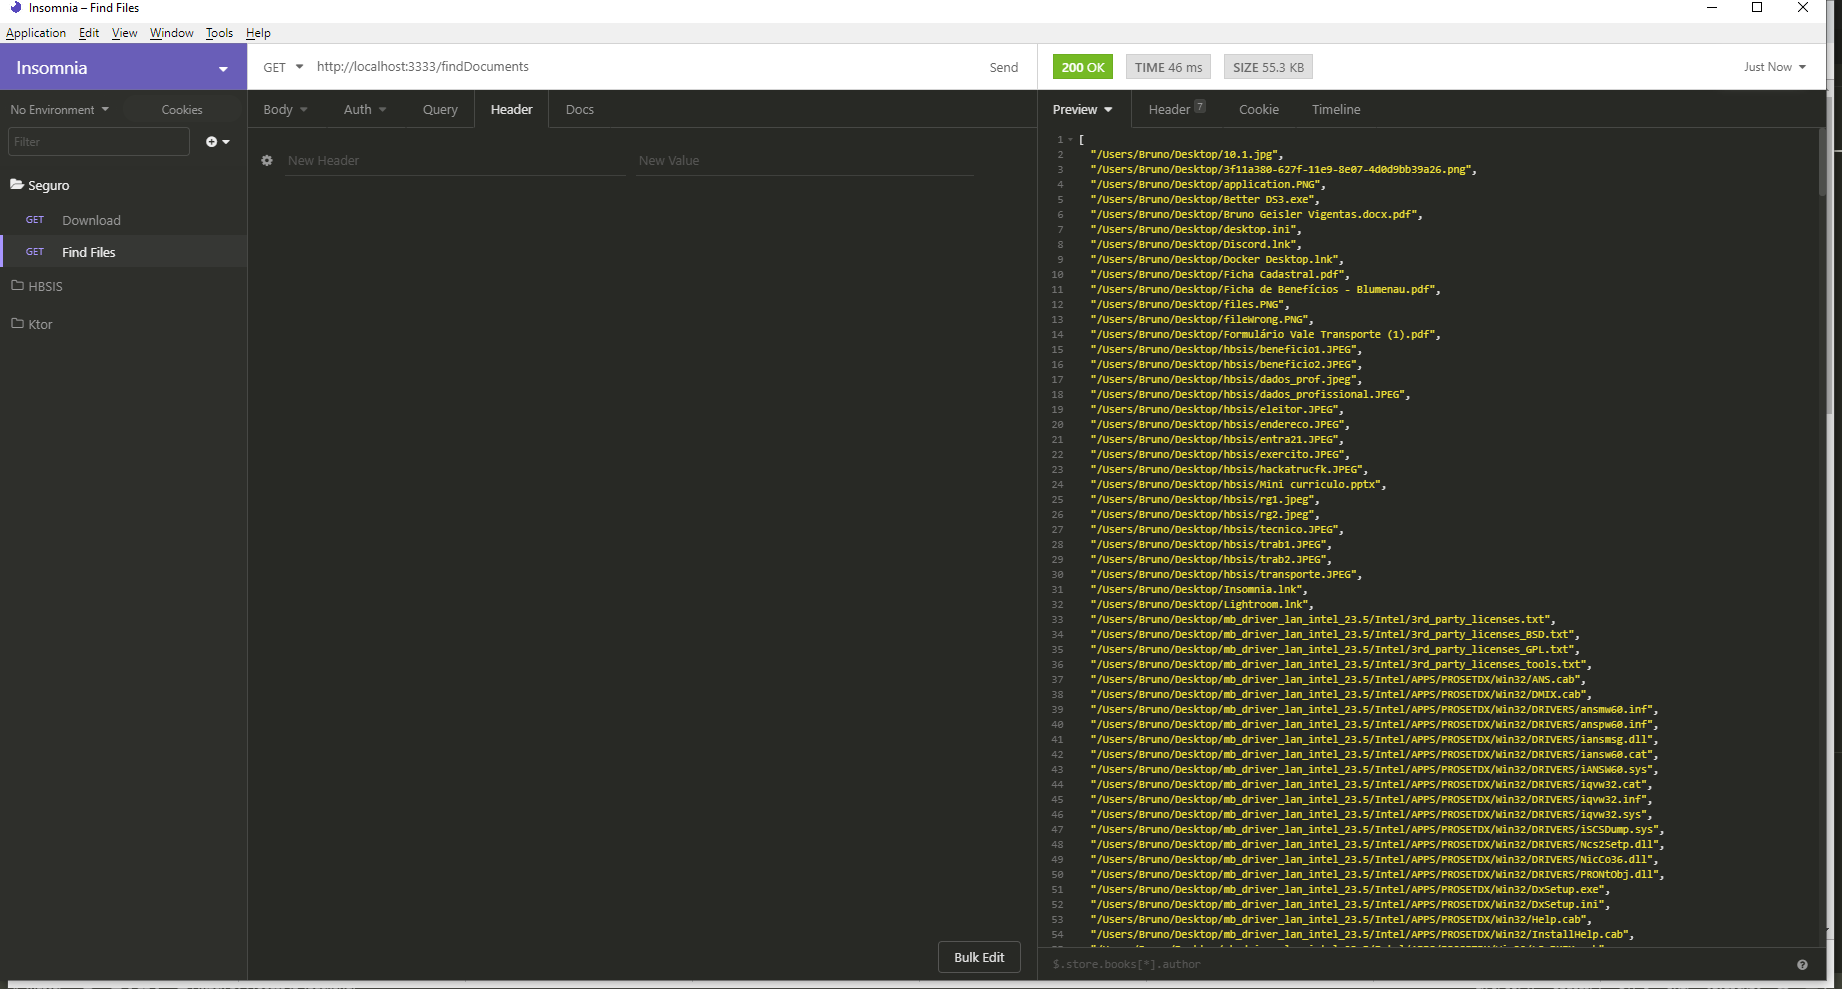 Insomnia – Find Files
Application Edit View Window Tools Help
Insomnia
GET http://localhost:3333/findDocuments Send
200 OK TIME 46 ms SIZE 55.3 KB Just Now
No Environment Cookies
Body Auth Query Header Docs
Preview Header 7 Cookie Timeline
Filter
New Header New Value
Seguro
GET Download
GET Find Files
HBSIS
Ktor
1 [
2 "/Users/Bruno/Desktop/10.1.jpg",
3 "/Users/Bruno/Desktop/3f11a380-627f-11e9-8e07-4d0d9bb39a26.png",
4 "/Users/Bruno/Desktop/application.PNG",
5 "/Users/Bruno/Desktop/Better DS3.exe",
6 "/Users/Bruno/Desktop/Bruno Geisler Vigentas.docx.pdf",
7 "/Users/Bruno/Desktop/desktop.ini",
8 "/Users/Bruno/Desktop/Discord.lnk",
9 "/Users/Bruno/Desktop/Docker Desktop.lnk",
10 "/Users/Bruno/Desktop/Ficha Cadastral.pdf",
11 "/Users/Bruno/Desktop/Ficha de Benefícios - Blumenau.pdf",
12 "/Users/Bruno/Desktop/files.PNG",
13 "/Users/Bruno/Desktop/fileWrong.PNG",
14 "/Users/Bruno/Desktop/Formulário Vale Transporte (1).pdf",
15 "/Users/Bruno/Desktop/hbsis/beneficio1.JPEG",
16 "/Users/Bruno/Desktop/hbsis/beneficio2.JPEG",
17 "/Users/Bruno/Desktop/hbsis/dados_prof.jpeg",
18 "/Users/Bruno/Desktop/hbsis/dados_profissional.JPEG",
19 "/Users/Bruno/Desktop/hbsis/eleitor.JPEG",
20 "/Users/Bruno/Desktop/hbsis/endereco.JPEG",
21 "/Users/Bruno/Desktop/hbsis/entra21.JPEG",
22 "/Users/Bruno/Desktop/hbsis/exercito.JPEG",
23 "/Users/Bruno/Desktop/hbsis/hackatrucfk.JPEG",
24 "/Users/Bruno/Desktop/hbsis/Mini curriculo.pptx",
25 "/Users/Bruno/Desktop/hbsis/rg1.jpeg",
26 "/Users/Bruno/Desktop/hbsis/rg2.jpeg",
27 "/Users/Bruno/Desktop/hbsis/tecnico.JPEG",
28 "/Users/Bruno/Desktop/hbsis/trab1.JPEG",
29 "/Users/Bruno/Desktop/hbsis/trab2.JPEG",
30 "/Users/Bruno/Desktop/hbsis/transporte.JPEG",
31 "/Users/Bruno/Desktop/Insomnia.lnk",
32 "/Users/Bruno/Desktop/Lightroom.lnk",
33 "/Users/Bruno/Desktop/mb_driver_lan_intel_23.5/Intel/3rd_party_licenses.txt",
34 "/Users/Bruno/Desktop/mb_driver_lan_intel_23.5/Intel/3rd_party_licenses_BSD.txt",
35 "/Users/Bruno/Desktop/mb_driver_lan_intel_23.5/Intel/3rd_party_licenses_GPL.txt",
36 "/Users/Bruno/Desktop/mb_driver_lan_intel_23.5/Intel/3rd_party_licenses_tools.txt",
37 "/Users/Bruno/Desktop/mb_driver_lan_intel_23.5/Intel/APPS/PROSETDX/Win32/ANS.cab",
38 "/Users/Bruno/Desktop/mb_driver_lan_intel_23.5/Intel/APPS/PROSETDX/Win32/DMIX.cab",
39 "/Users/Bruno/Desktop/mb_driver_lan_intel_23.5/Intel/APPS/PROSETDX/Win32/DRIVERS/ansmw60.inf",
40 "/Users/Bruno/Desktop/mb_driver_lan_intel_23.5/Intel/APPS/PROSETDX/Win32/DRIVERS/anspw60.inf",
41 "/Users/Bruno/Desktop/mb_driver_lan_intel_23.5/Intel/APPS/PROSETDX/Win32/DRIVERS/iansmsg.dll",
42 "/Users/Bruno/Desktop/mb_driver_lan_intel_23.5/Intel/APPS/PROSETDX/Win32/DRIVERS/iansw60.cat",
43 "/Users/Bruno/Desktop/mb_driver_lan_intel_23.5/Intel/APPS/PROSETDX/Win32/DRIVERS/iANSW60.sys",
44 "/Users/Bruno/Desktop/mb_driver_lan_intel_23.5/Intel/APPS/PROSETDX/Win32/DRIVERS/iqvw32.cat",
45 "/Users/Bruno/Desktop/mb_driver_lan_intel_23.5/Intel/APPS/PROSETDX/Win32/DRIVERS/iqvw32.inf",
46 "/Users/Bruno/Desktop/mb_driver_lan_intel_23.5/Intel/APPS/PROSETDX/Win32/DRIVERS/iqvw32.sys",
47 "/Users/Bruno/Desktop/mb_driver_lan_intel_23.5/Intel/APPS/PROSETDX/Win32/DRIVERS/iSCSDump.sys",
48 "/Users/Bruno/Desktop/mb_driver_lan_intel_23.5/Intel/APPS/PROSETDX/Win32/DRIVERS/Ncs2Setp.dll",
49 "/Users/Bruno/Desktop/mb_driver_lan_intel_23.5/Intel/APPS/PROSETDX/Win32/DRIVERS/NicCo36.dll",
50 "/Users/Bruno/Desktop/mb_driver_lan_intel_23.5/Intel/APPS/PROSETDX/Win32/DRIVERS/PRONtObj.dll",
51 "/Users/Bruno/Desktop/mb_driver_lan_intel_23.5/Intel/APPS/PROSETDX/Win32/DxSetup.exe",
52 "/Users/Bruno/Desktop/mb_driver_lan_intel_23.5/Intel/APPS/PROSETDX/Win32/DxSetup.ini",
53 "/Users/Bruno/Desktop/mb_driver_lan_intel_23.5/Intel/APPS/PROSETDX/Win32/Help.cab",
54 "/Users/Bruno/Desktop/mb_driver_lan_intel_23.5/Intel/APPS/PROSETDX/Win32/InstallHelp.cab",
Bulk Edit
$.store.books[*].author